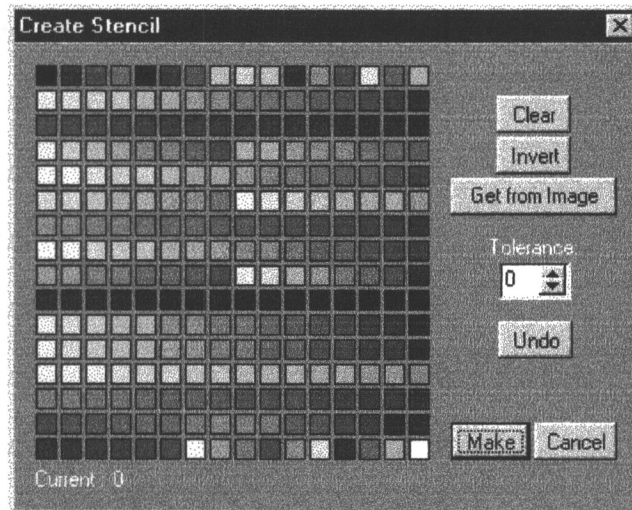 Create Stencil
Clear
Invert
Get from Image
Tolerance
0
Undo
Make Cancel
Current : 0